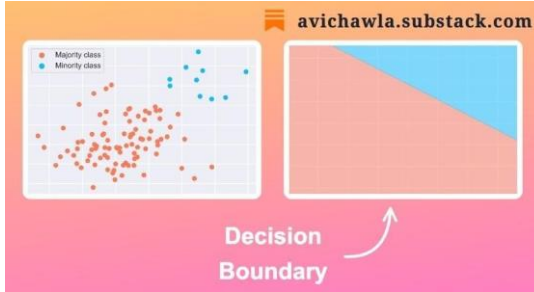 avichawla.substack.com
Majority class
Minority class
Decision
Boundary